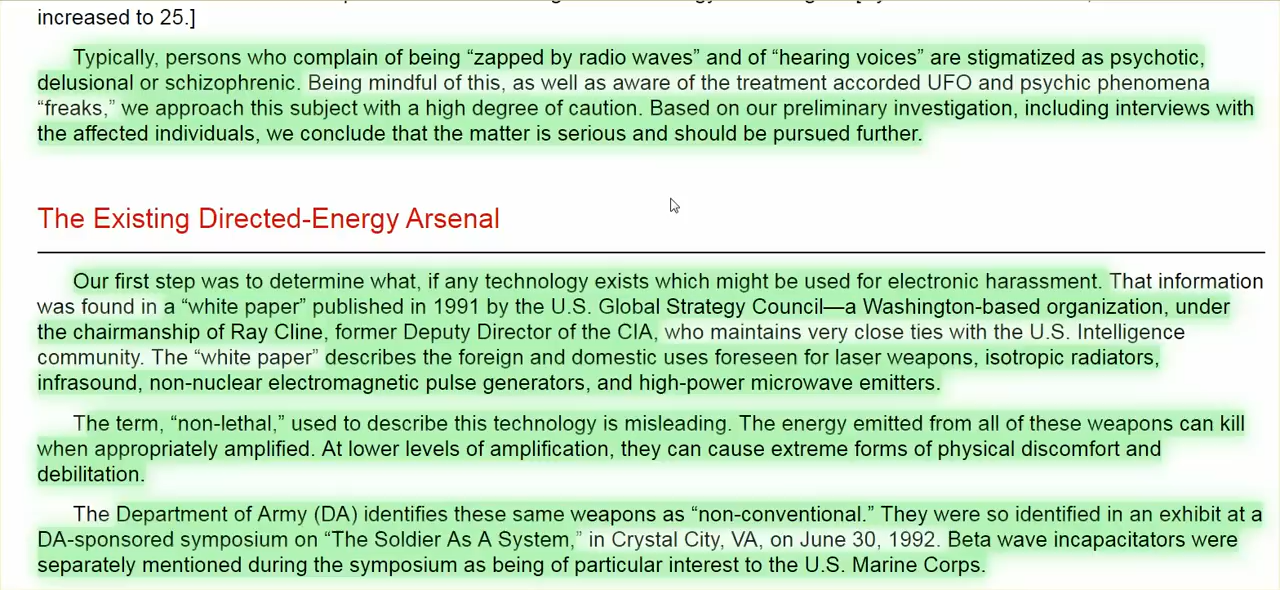 increased to 25.]
Typically, persons who complain of being “zapped by radio waves” and of “hearing voices” are stigmatized as psychotic,
delusional or schizophrenic. Being mindful of this, as well as aware of the treatment accorded UFO and psychic phenomena
“freaks,” we approach this subject with a high degree of caution. Based on our preliminary investigation, including interviews with
the affected individuals, we conclude that the matter is serious and should be pursued further.
The Existing Directed-Energy Arsenal
Our first step was to determine what, if any technology exists which might be used for electronic harassment. That information
was found in a “white paper” published in 1991 by the U.S. Global Strategy Council—a Washington-based organization, under
the chairmanship of Ray Cline, former Deputy Director of the CIA, who maintains very close ties with the U.S. Intelligence
community. The “white paper” describes the foreign and domestic uses foreseen for laser weapons, isotropic radiators,
infrasound, non-nuclear electromagnetic pulse generators, and high-power microwave emitters.
The term, “non-lethal,” used to describe this technology is misleading. The energy emitted from all of these weapons can kill
when appropriately amplified. At lower levels of amplification, they can cause extreme forms of physical discomfort and
debilitation.
The Department of Army (DA) identifies these same weapons as “non-conventional.” They were so identified in an exhibit at a
DA-sponsored symposium on “The Soldier As A System,” in Crystal City, VA, on June 30, 1992. Beta wave incapacitators were
separately mentioned during the symposium as being of particular interest to the U.S. Marine Corps.